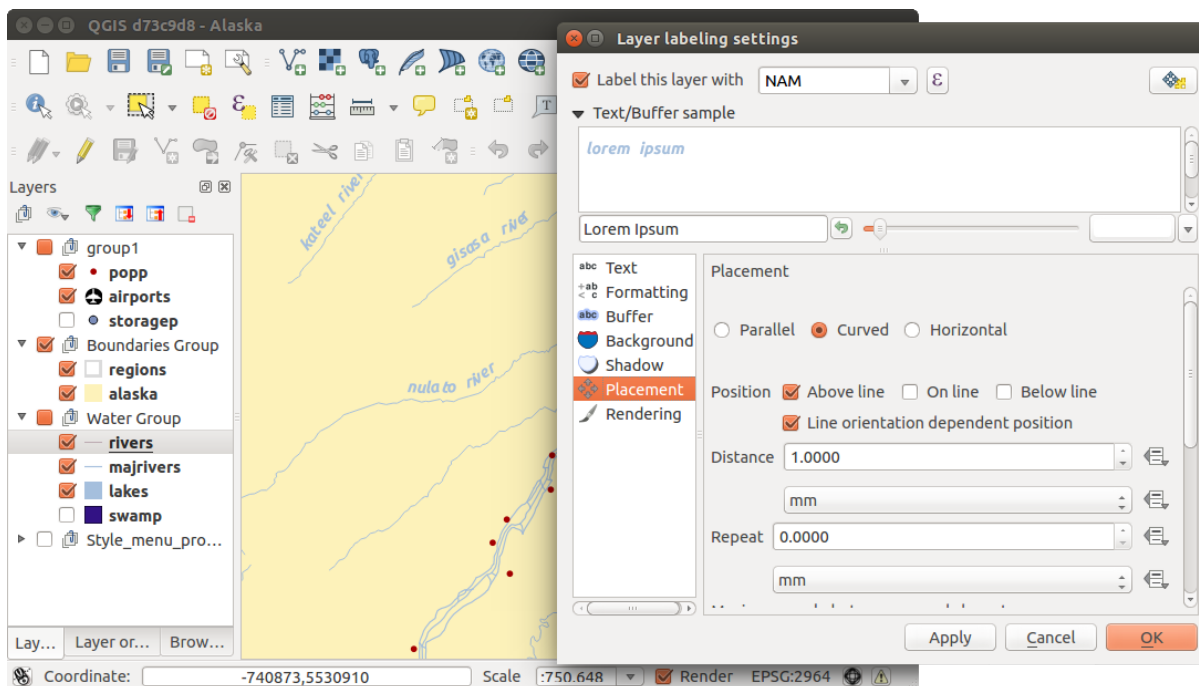 QGIS d73c9d8 - Alaska
Layers
group1
popp
airports
storagep
Boundaries Group
regions
alaska
Water Group
rivers
majrivers
lakes
swamp
Style_menu_pro...
Lay...
Layer or...
Brow...
kateel river
gisasa river
nulato river
Coordinate:
-740873,5530910
Scale
:750.648
Render
EPSG:2964
Layer labeling settings
Label this layer with
NAM
ε
Text/Buffer sample
lorem ipsum
Lorem Ipsum
abc Text
+ab < c Formatting
abc Buffer
Background
Shadow
Placement
Rendering
Placement
Parallel
Curved
Horizontal
Position
Above line
On line
Below line
Line orientation dependent position
Distance
1.0000
mm
Repeat
0.0000
mm
Apply
Cancel
OK